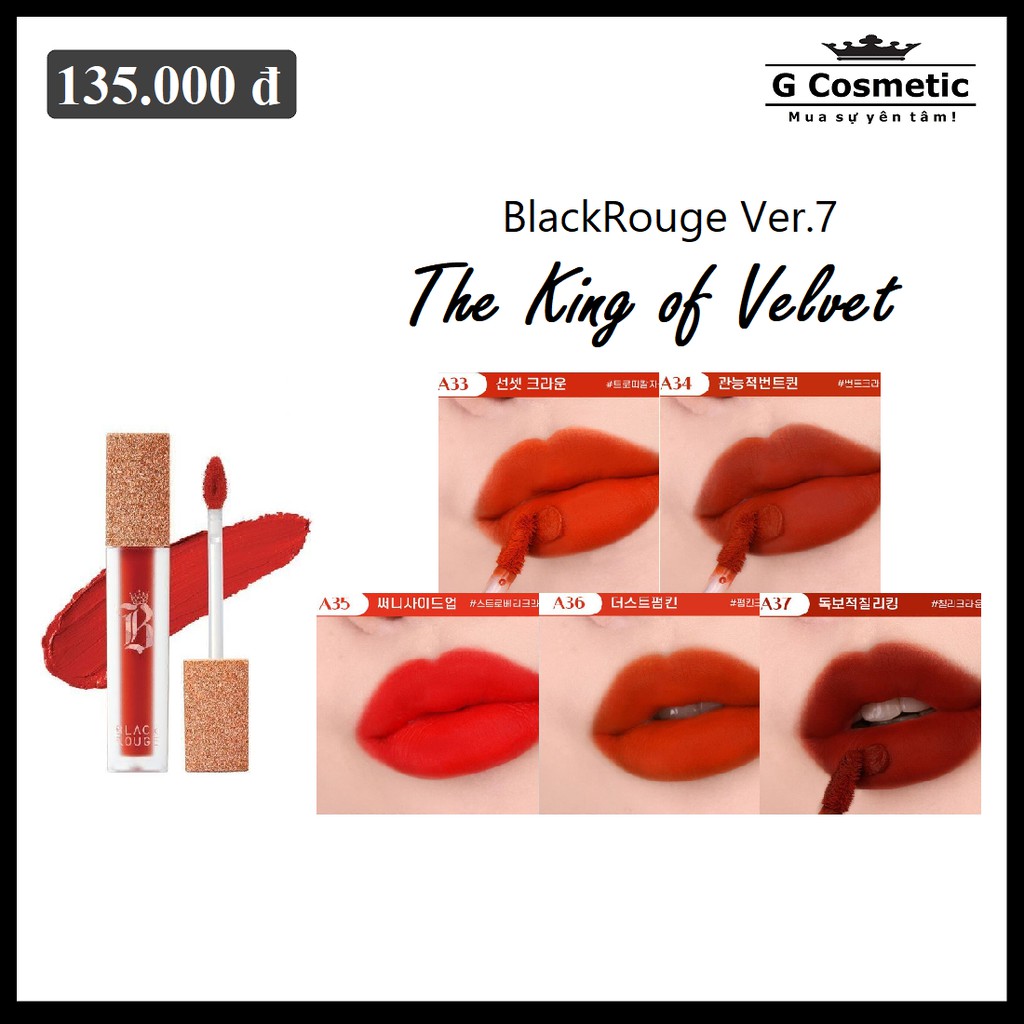 135.000 đ
G Cosmetic
Mua sự yên tâm!
BlackRouge Ver.7
The King of Velvet
A33 선셋 크라운
A34 관능적번트퀸
A35 써니사이드업
A36 더스트펌킨
A37 독보적칠리킹
B
BLACK
ROUGE